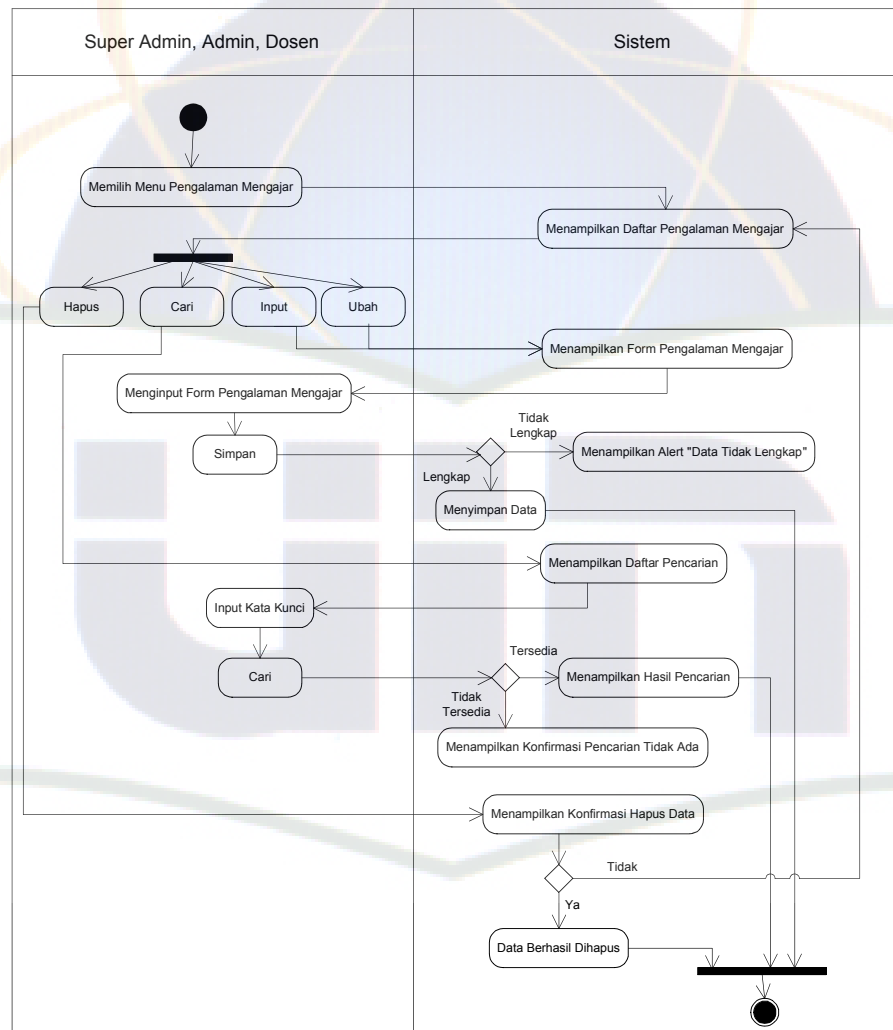 Super Admin, Admin, Dosen
Sistem
Memilih Menu Pengalaman Mengajar
Menampilkan Daftar Pengalaman Mengajar
Hapus
Cari
Input
Ubah
Menampilkan Form Pengalaman Mengajar
Menginput Form Pengalaman Mengajar
Tidak
Lengkap
Simpan
Menampilkan Alert "Data Tidak Lengkap"
Lengkap
Menyimpan Data
Menampilkan Daftar Pencarian
Input Kata Kunci
Tersedia
Cari
Menampilkan Hasil Pencarian
Tidak
Tersedia
Menampilkan Konfirmasi Pencarian Tidak Ada
Menampilkan Konfirmasi Hapus Data
Tidak
Ya
Data Berhasil Dihapus
uin